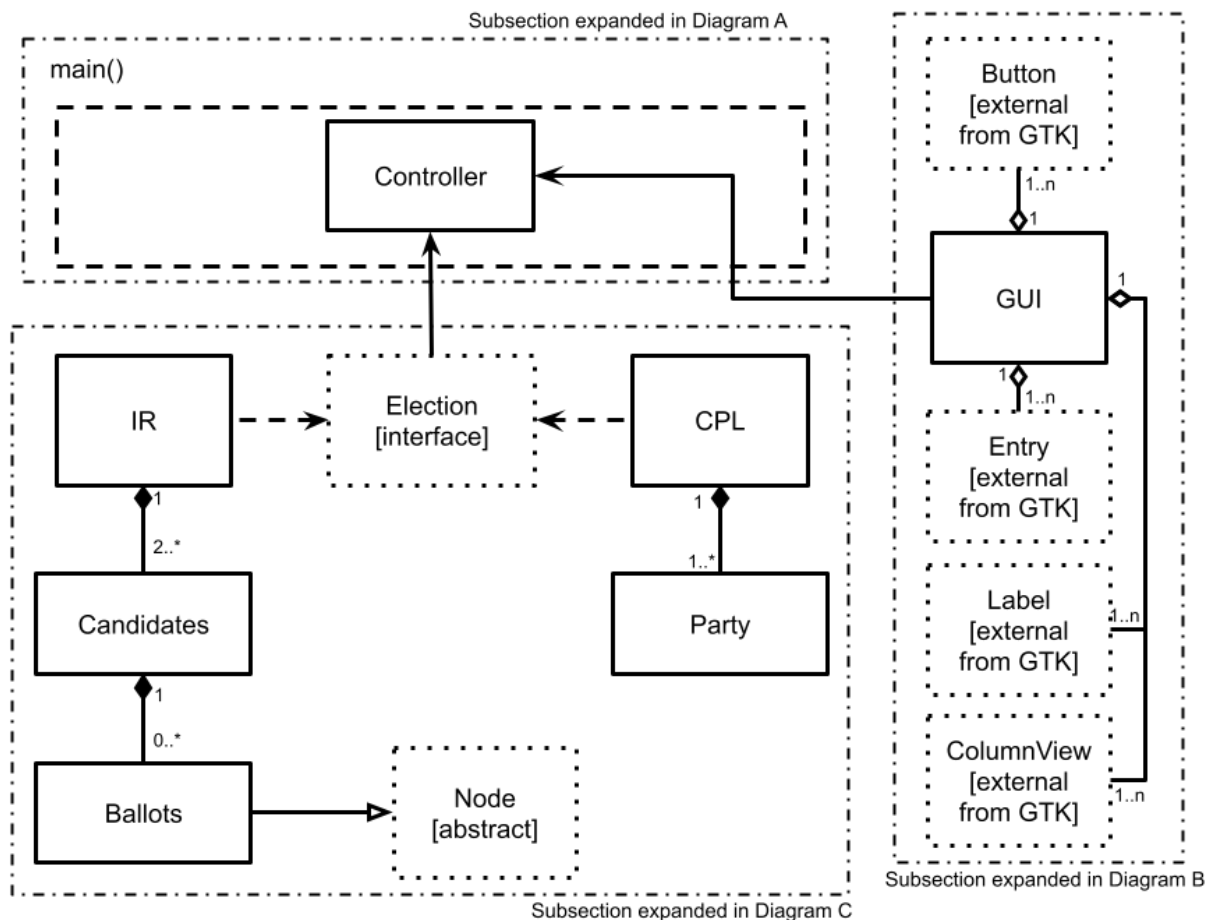 Subsection expanded in Diagram A
main()
Controller
Button
[external
from GTK]
1..n
1
GUI
1
1
1..n
Entry
[external
from GTK]
Label
[external
from GTK]
1..n
ColumnView
[external
from GTK]
1..n
Subsection expanded in Diagram B
IR
Election
[interface]
CPL
1
2..*
1
1..*
Candidates
Party
1
0..*
Ballots
Node
[abstract]
Subsection expanded in Diagram C